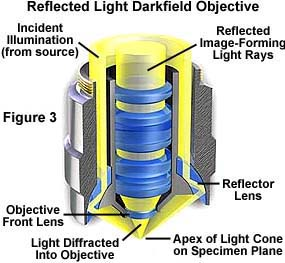 Reflected Light Darkfield Objective
Incident
Illumination
(from source)
Reflected
Image-Forming
Light Rays
Figure 3
Reflector
Lens
Objective
Front Lens
Light Diffracted
Into Objective
Apex of Light Cone
on Specimen Plane